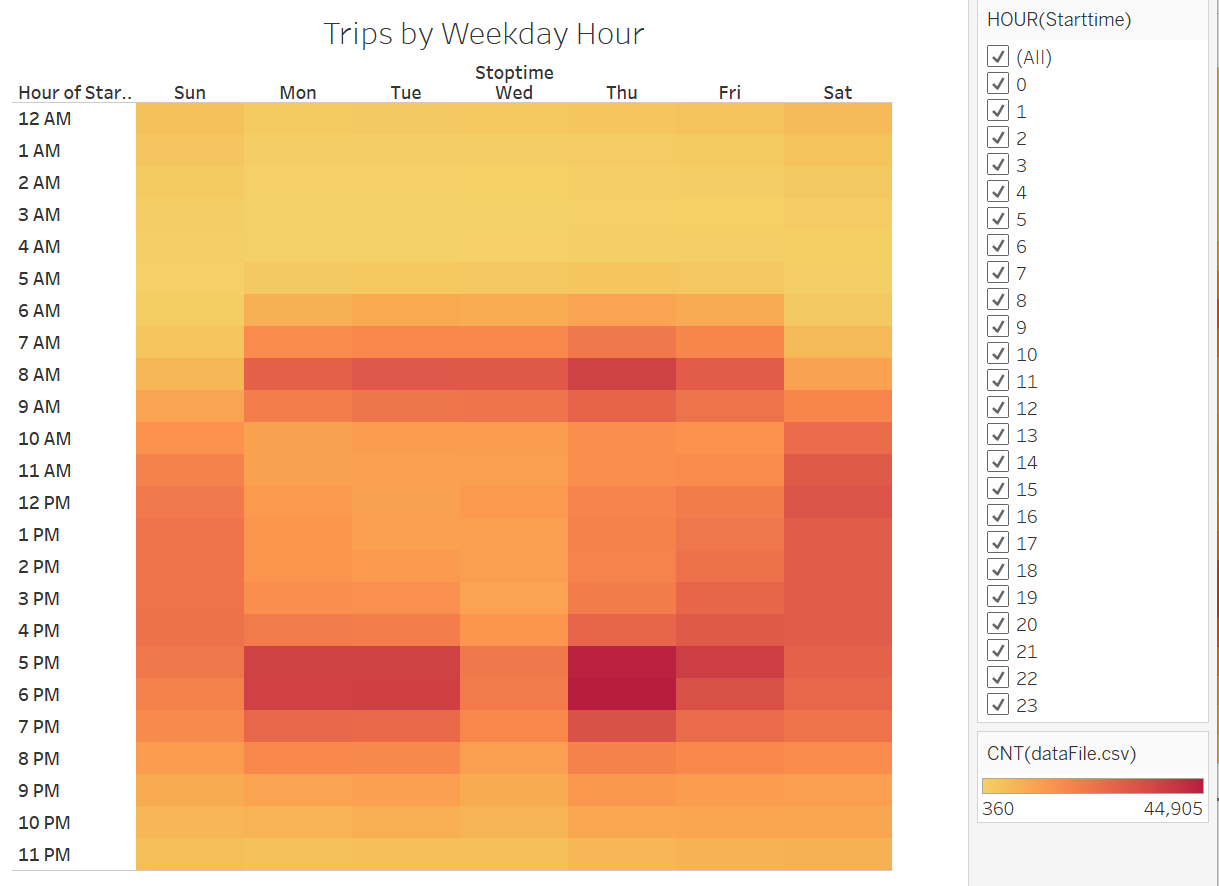 Trips by Weekday Hour
Stoptime
Hour of Star.. Sun Mon Tue Wed Thu Fri Sat
12 AM
1 AM
2 AM
3 AM
4 AM
5 AM
6 AM
7 AM
8 AM
9 AM
10 AM
11 AM
12 PM
1 PM
2 PM
3 PM
4 PM
5 PM
6 PM
7 PM
8 PM
9 PM
10 PM
11 PM
HOUR(Starttime)
(All)
0
1
2
3
4
5
6
7
8
9
10
11
12
13
14
15
16
17
18
19
20
21
22
23
CNT(dataFile.csv)
360 44,905